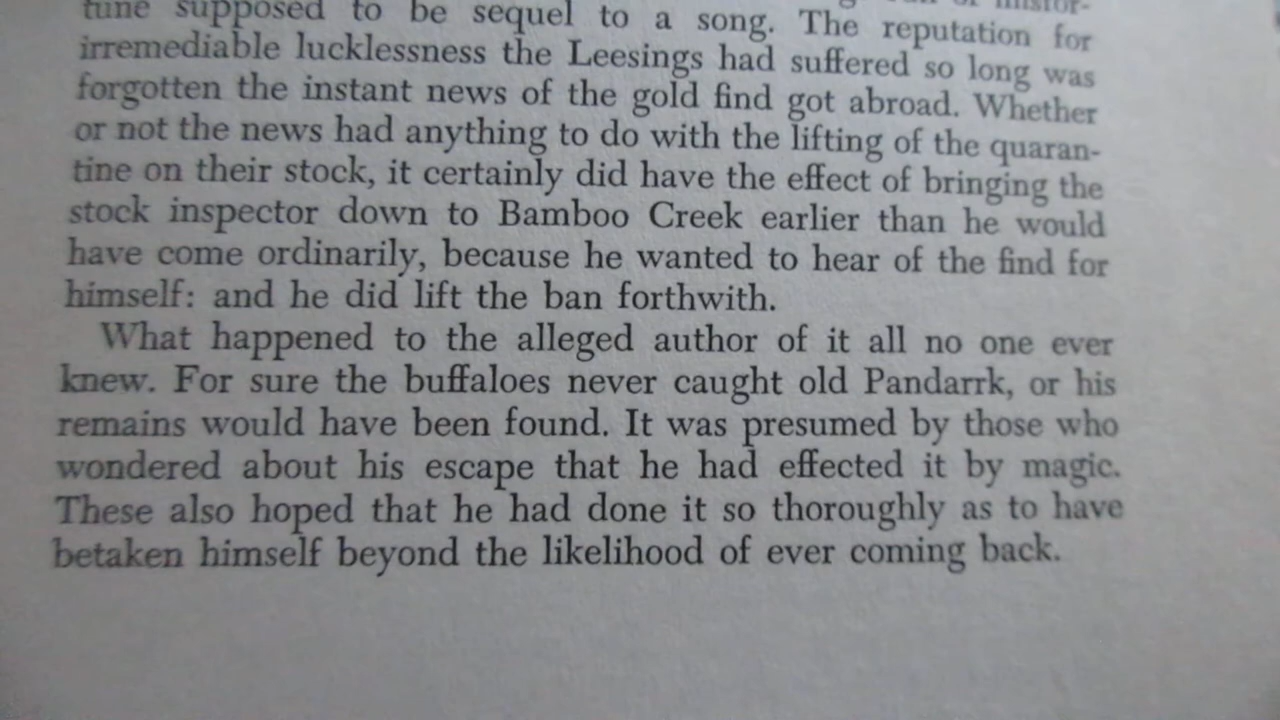 tune supposed to be sequel to a song. The reputation for
irremediable lucklessness the Leesings had suffered so long was
forgotten the instant news of the gold find got abroad. Whether
or not the news had anything to do with the lifting of the quaran-
tine on their stock, it certainly did have the effect of bringing the
stock inspector down to Bamboo Creek earlier than he would
have come ordinarily, because he wanted to hear of the find for
himself: and he did lift the ban forthwith.
What happened to the alleged author of it all no one ever
knew. For sure the buffaloes never caught old Pandarrk, or his
remains would have been found. It was presumed by those who
wondered about his escape that he had effected it by magic.
These also hoped that he had done it so thoroughly as to have
betaken himself beyond the likelihood of ever coming back.